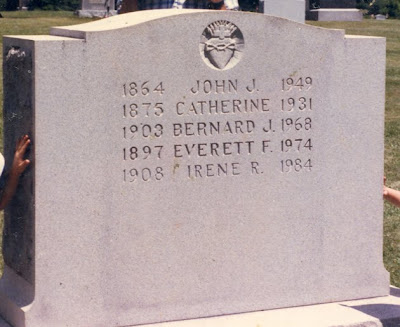 1864 JOHN J. 1949
1875 CATHERINE 1931
1903 BERNARD J. 1968
1897 EVERETT F. 1974
1908 IRENE R. 1984